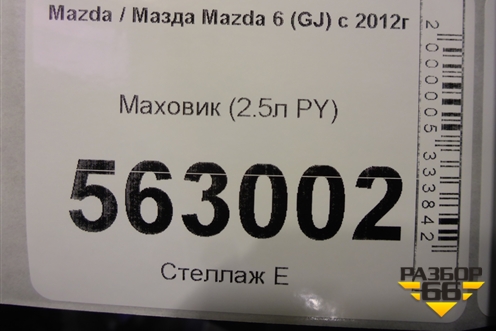 Mazda / Мазда Mazda 6 (GJ) с 2012г
Маховик (2.5л PY)
563002
Стеллаж Е
2000005333842
РАЗБОР
66